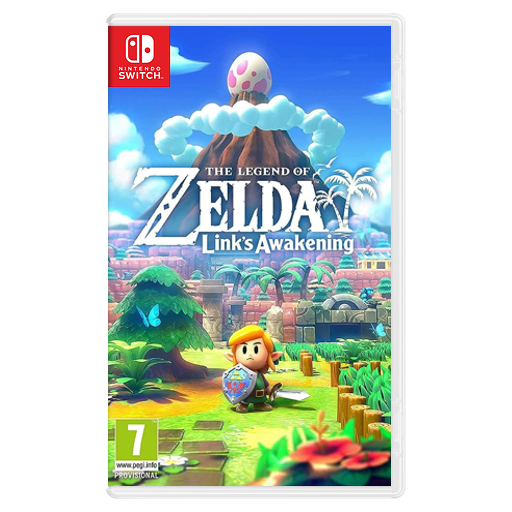 NINTENDO
SWITCH
THE LEGEND OF
ZELDA
Link's Awakening
7
www.pegi.info
PROVISIONAL